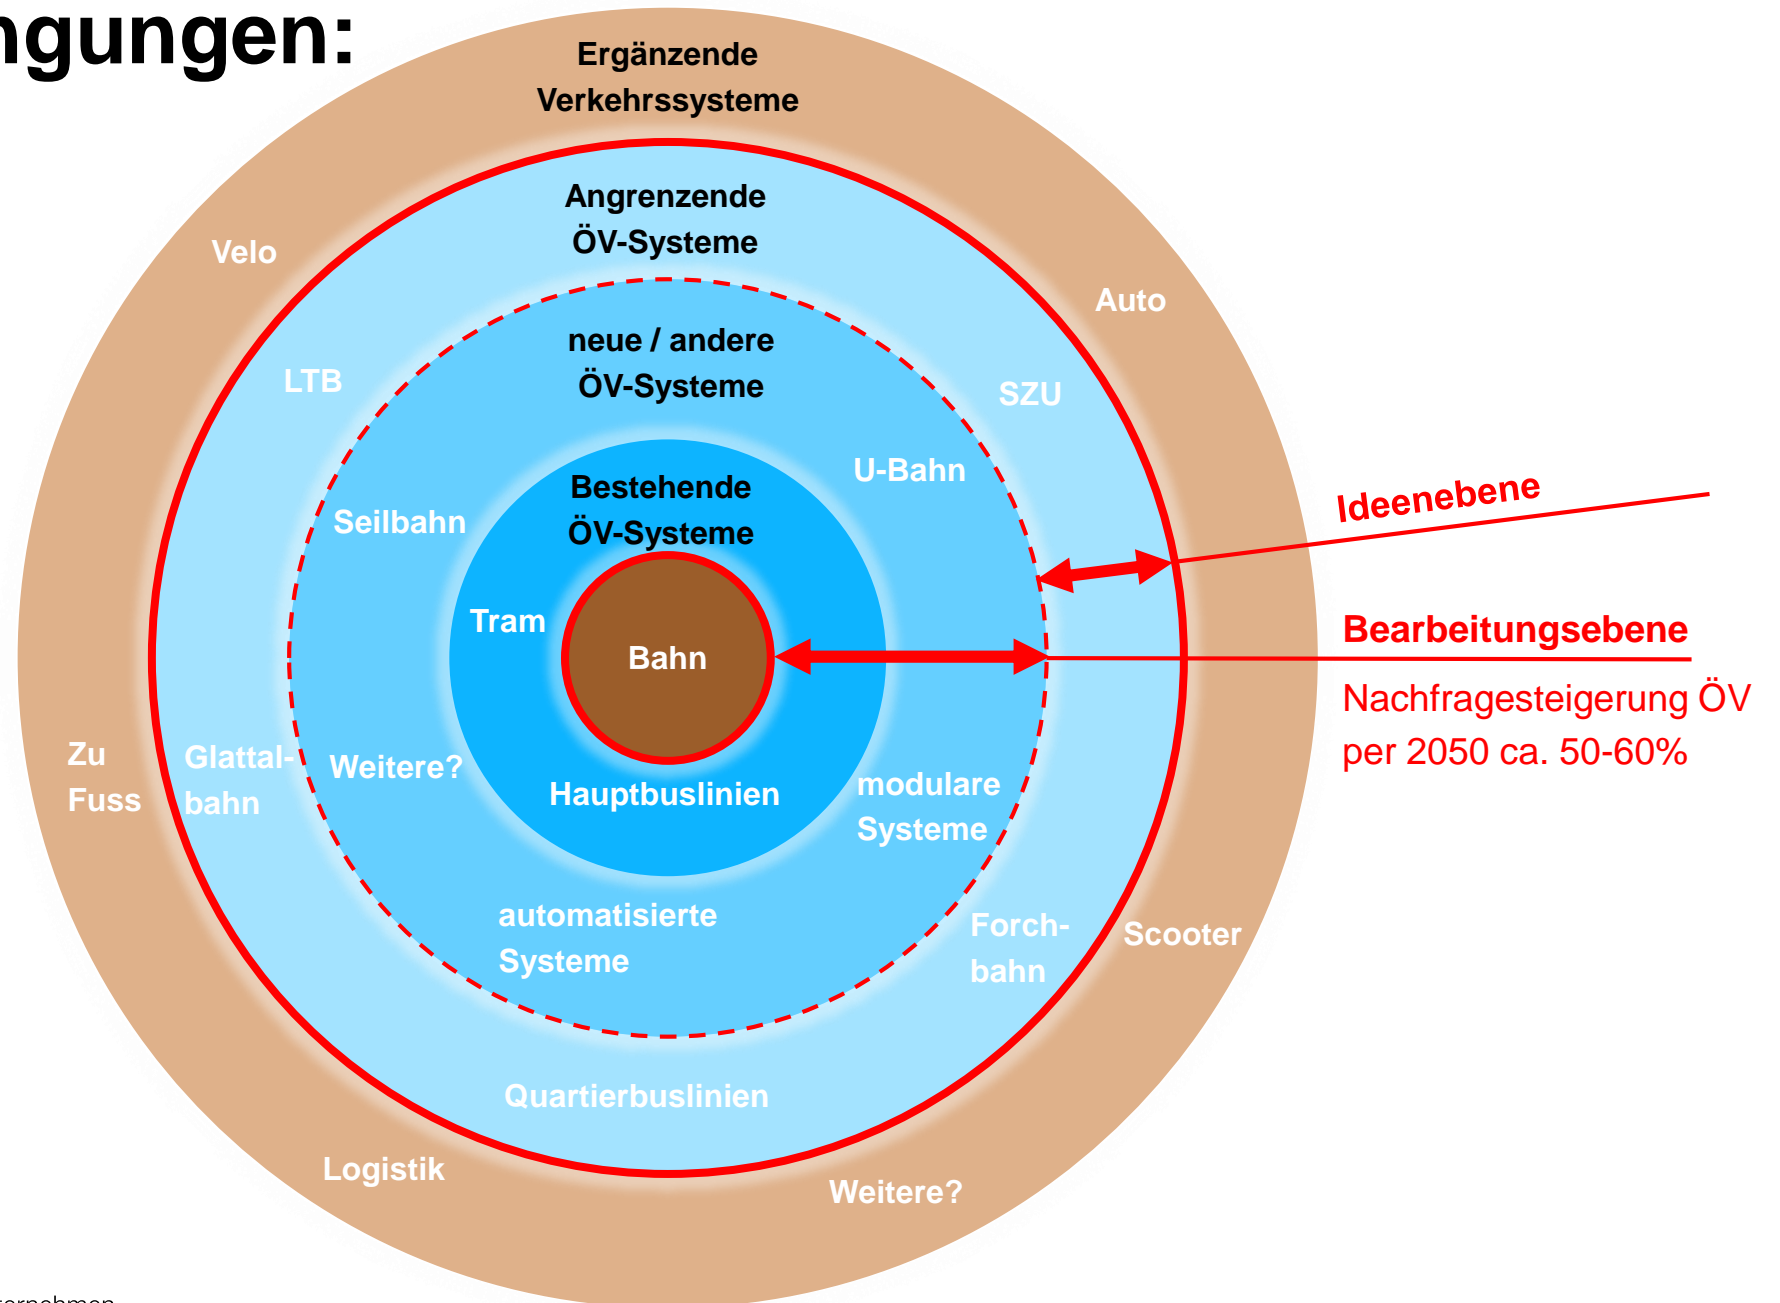 ngungen:
Ergänzende
Verkehrssysteme
Angrenzende
ÖV-Systeme
Velo
Auto
neue / andere
ÖV-Systeme
LTB
SZU
U-Bahn
Bestehende
ÖV-Systeme
Seilbahn
Ideenebene
Tram
Bahn
Bearbeitungsebene
Nachfragesteigerung ÖV
per 2050 ca. 50-60%
Zu
Fuss
Glattal-
bahn
Weitere?
Hauptbuslinien
modulare
Systeme
automatisierte
Systeme
Forch-
bahn
Scooter
Quartierbuslinien
Logistik
Weitere?